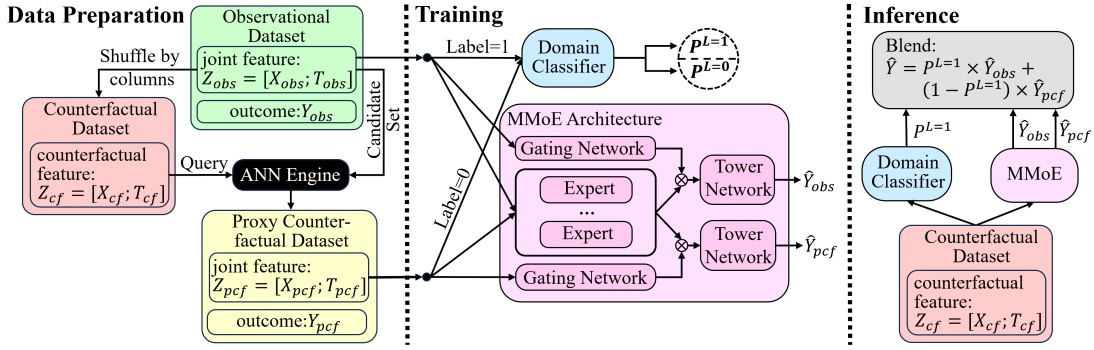 Data Preparation
Observational
Dataset
joint feature:
Z_obs = [X_obs; T_obs]
outcome:Y_obs
Shuffle by
columns
Candidate
Set
Counterfactual
Dataset
counterfactual
feature:
Z_cf = [X_cf; T_cf]
Query
ANN Engine
Proxy Counter-
factual Dataset
joint feature:
Z_pcf = [X_pcf; T_pcf]
outcome:Y_pcf
Training
Label=1
Label=0
Domain
Classifier
P^{L=1}
P^{L=0}
MMoE Architecture
Gating Network
Expert
...
Expert
Gating Network
⊗
⊗
Tower
Network
Ŷ_obs
Tower
Network
Ŷ_pcf
Inference
Blend:
Ŷ = P^{L=1} × Ŷ_obs +
(1 − P^{L=1}) × Ŷ_pcf
P^{L=1}
Ŷ_obs
Ŷ_pcf
Domain
Classifier
MMoE
Counterfactual
Dataset
counterfactual
feature:
Z_cf = [X_cf; T_cf]